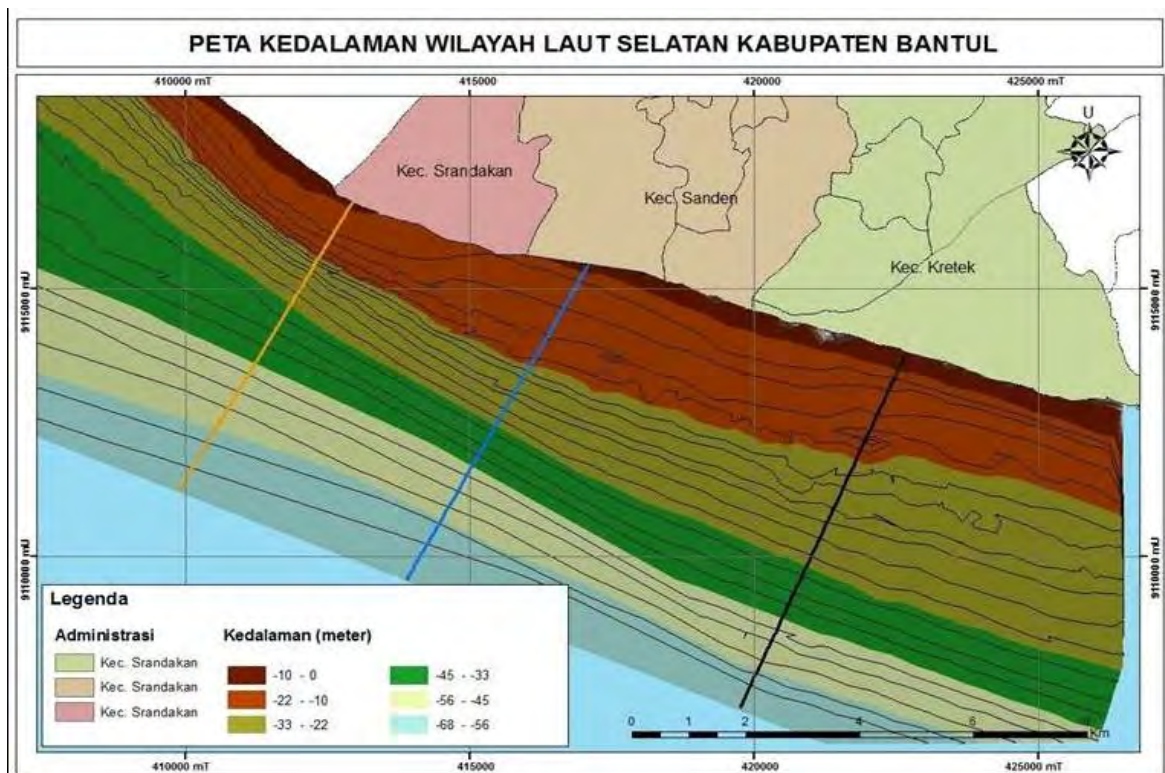 PETA KEDALAMAN WILAYAH LAUT SELATAN KABUPATEN BANTUL
410000 mT 415000 420000 425000 mT
U
Kec. Srandakan
Kec. Sanden
Kec. Kretek
9115000 mU 9115000 mU
9110000 mU 9110000 mU
Legenda
Administrasi Kedalaman (meter)
Kec. Srandakan -10 - 0 -45 - -33
Kec. Srandakan -22 - -10 -56 - -45
Kec. Srandakan -33 - -22 -68 - -56
0 1 2 4 6 8
Km
410000 mT 415000 420000 425000 mT